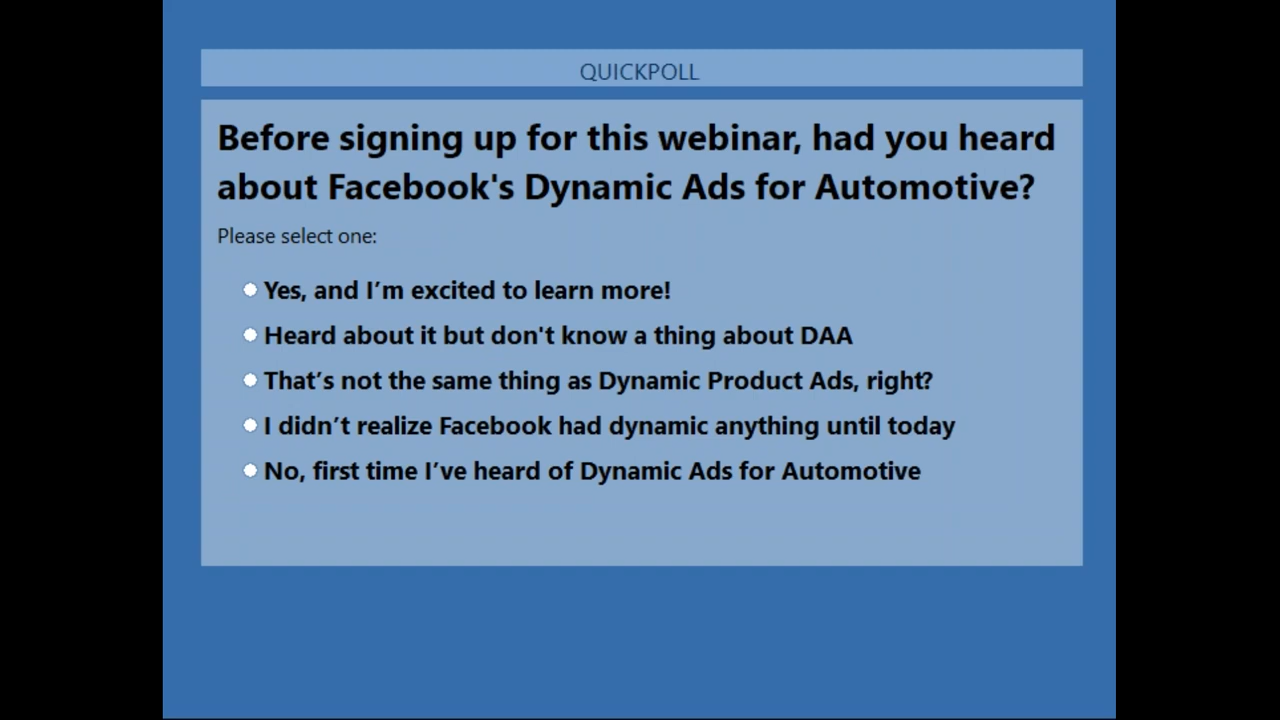 QUICKPOLL
Before signing up for this webinar, had you heard
about Facebook's Dynamic Ads for Automotive?
Please select one:
Yes, and I’m excited to learn more!
Heard about it but don't know a thing about DAA
That’s not the same thing as Dynamic Product Ads, right?
I didn’t realize Facebook had dynamic anything until today
No, first time I’ve heard of Dynamic Ads for Automotive